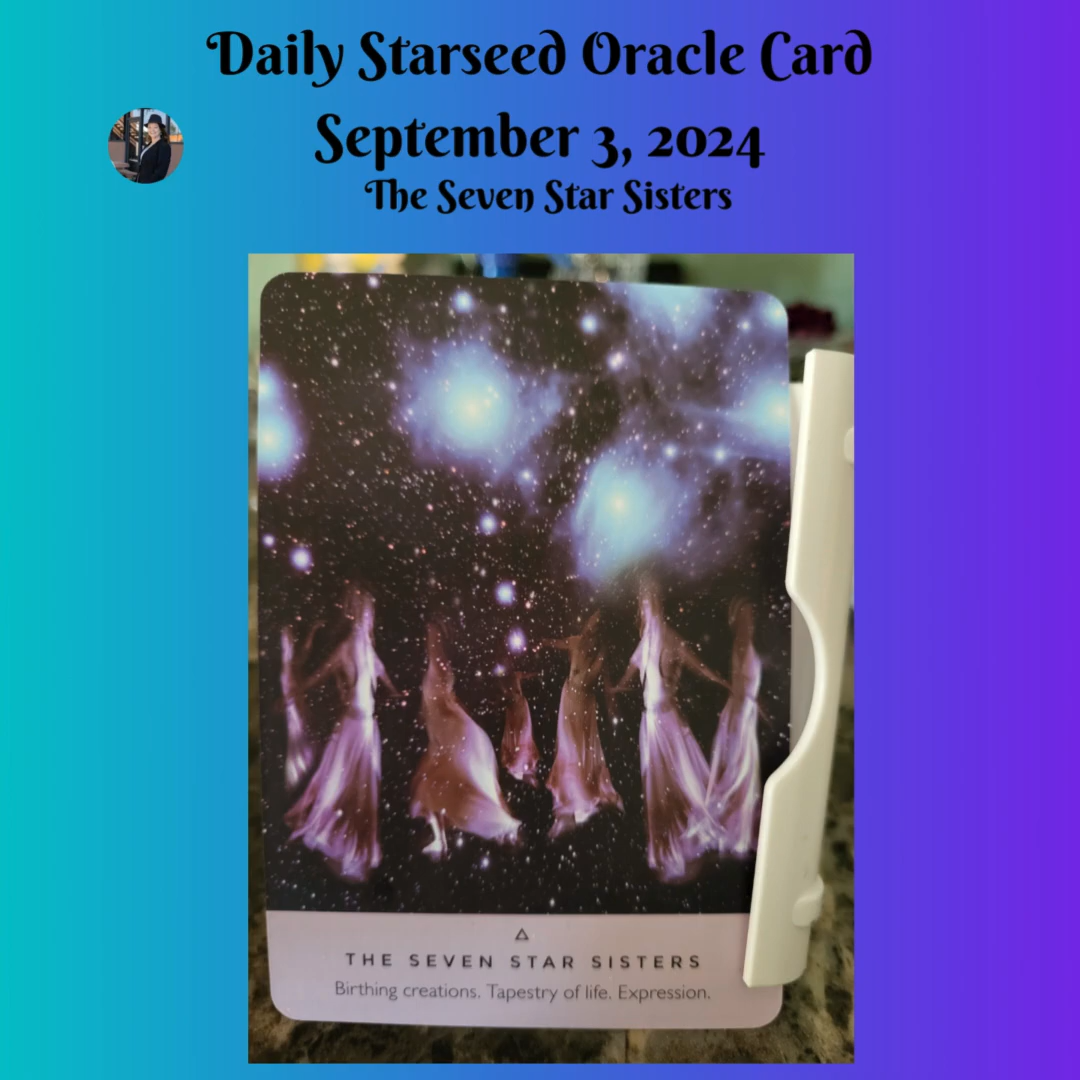 Daily Starseed Oracle Card
September 3, 2024
The Seven Star Sisters
THE SEVEN STAR SISTERS
Birthing creations. Tapestry of life. Expression.